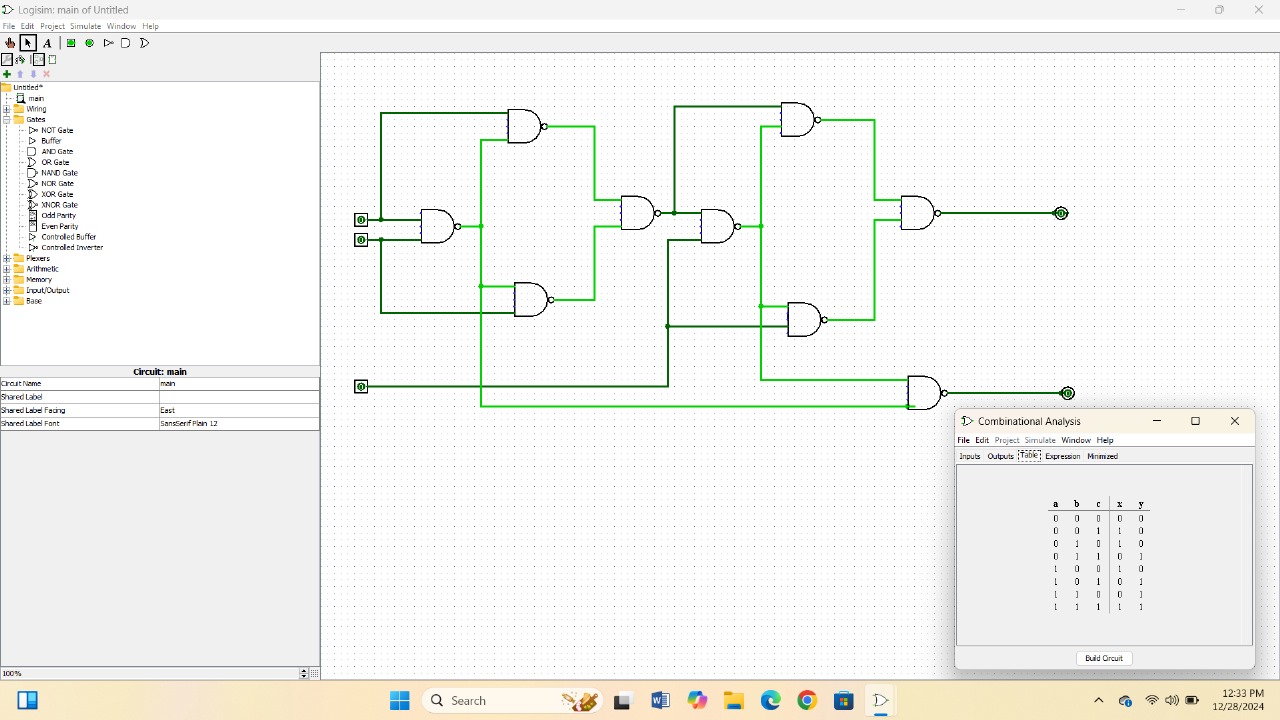 Logisim: main of Untitled
File Edit Project Simulate Window Help
A
Untitled*
main
Wiring
Gates
NOT Gate
Buffer
AND Gate
OR Gate
NAND Gate
NOR Gate
XOR Gate
XNOR Gate
Odd Parity
Even Parity
Controlled Buffer
Controlled Inverter
Plexers
Arithmetic
Memory
Input/Output
Base
Circuit: main
Circuit Name main
Shared Label
Shared Label Facing East
Shared Label Font SansSerif Plain 12
100%
0
0
0
0
0
Combinational Analysis
File Edit Project Simulate Window Help
Inputs Outputs Table Expression Minimized
a b c x y
0 0 0 0 0
0 0 1 1 0
0 1 0 1 0
0 1 1 0 1
1 0 0 1 0
1 0 1 0 1
1 1 0 0 1
1 1 1 1 1
Build Circuit
Search
12:33 PM
12/28/2024